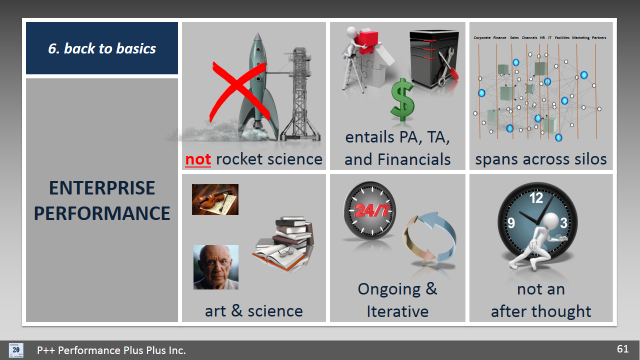 6. back to basics
ENTERPRISE
PERFORMANCE
not rocket science
entails PA, TA,
and Financials
Corporate Finance Sales Channels HR IT Facilities Marketing Partners
spans across silos
art & science
24/7
Ongoing &
Iterative
12
9
3
not an
after thought
20
P++ Performance Plus Plus Inc.
61